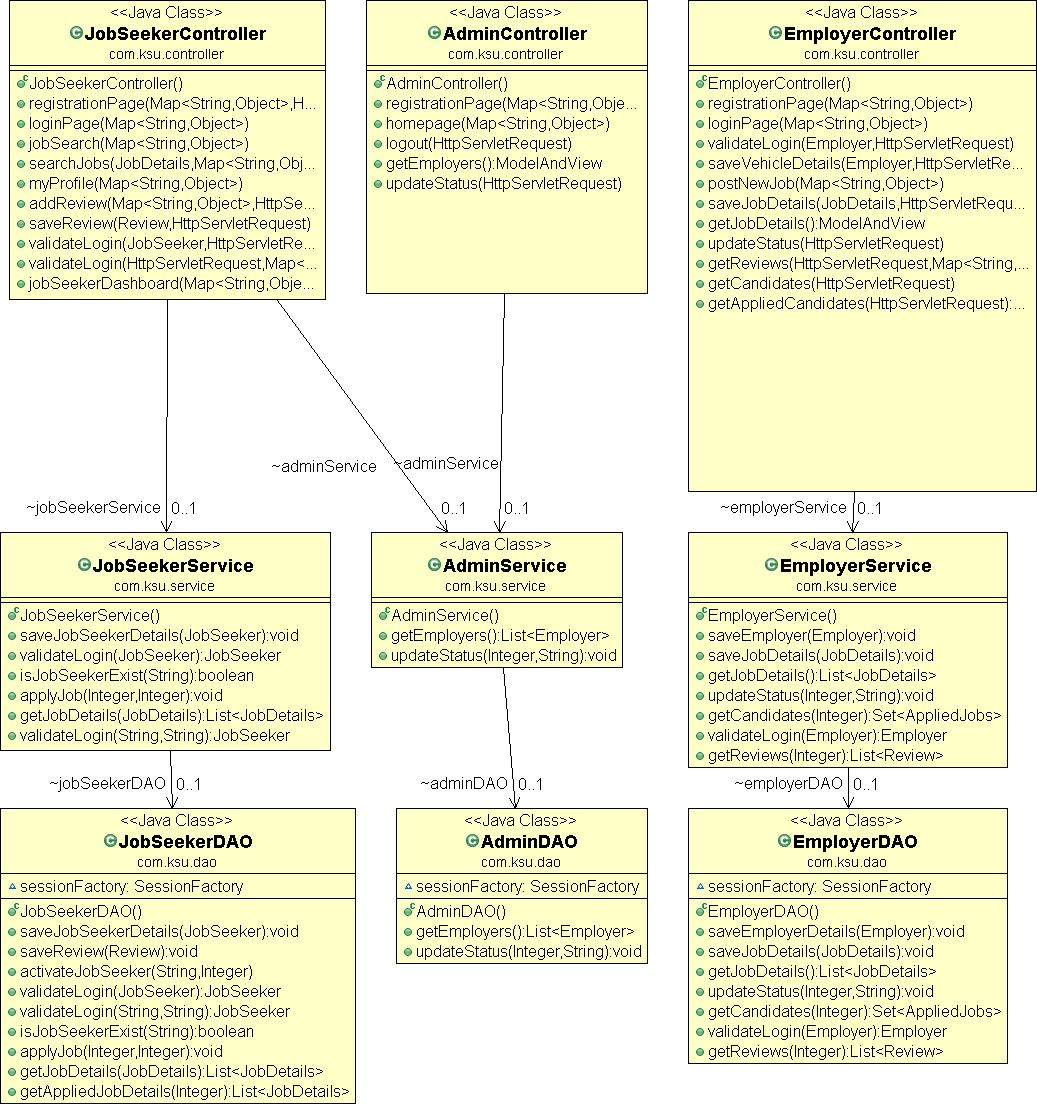 <<Java Class>>
JobSeekerController
com.ksu.controller
JobSeekerController()
registrationPage(Map<String,Object>,H...
loginPage(Map<String,Object>)
jobSearch(Map<String,Object>)
searchJobs(JobDetails,Map<String,Obj...
myProfile(Map<String,Object>)
addReview(Map<String,Object>,HttpSe...
saveReview(Review,HttpServletRequest)
validateLogin(JobSeeker,HttpServletRe...
validateLogin(HttpServletRequest,Map<...
jobSeekerDashboard(Map<String,Obje...
<<Java Class>>
AdminController
com.ksu.controller
AdminController()
registrationPage(Map<String,Obje...
homepage(Map<String,Object>)
logout(HttpServletRequest)
getEmployers():ModelAndView
updateStatus(HttpServletRequest)
<<Java Class>>
EmployerController
com.ksu.controller
EmployerController()
registrationPage(Map<String,Object>)
loginPage(Map<String,Object>)
validateLogin(Employer,HttpServletRequest)
saveVehicleDetails(Employer,HttpServletRe...
postNewJob(Map<String,Object>)
saveJobDetails(JobDetails,HttpServletRequ...
getJobDetails():ModelAndView
updateStatus(HttpServletRequest)
getReviews(HttpServletRequest,Map<String,...
getCandidates(HttpServletRequest)
getAppliedCandidates(HttpServletRequest):...
~adminService
~adminService
~jobSeekerService 0..1
0..1
0..1
~employerService 0..1
<<Java Class>>
JobSeekerService
com.ksu.service
JobSeekerService()
saveJobSeekerDetails(JobSeeker):void
validateLogin(JobSeeker):JobSeeker
isJobSeekerExist(String):boolean
applyJob(Integer,Integer):void
getJobDetails(JobDetails):List<JobDetails>
validateLogin(String,String):JobSeeker
<<Java Class>>
AdminService
com.ksu.service
AdminService()
getEmployers():List<Employer>
updateStatus(Integer,String):void
<<Java Class>>
EmployerService
com.ksu.service
EmployerService()
saveEmployer(Employer):void
saveJobDetails(JobDetails):void
getJobDetails():List<JobDetails>
updateStatus(Integer,String):void
getCandidates(Integer):Set<AppliedJobs>
validateLogin(Employer):Employer
getReviews(Integer):List<Review>
~jobSeekerDAO 0..1
~adminDAO 0..1
~employerDAO 0..1
<<Java Class>>
JobSeekerDAO
com.ksu.dao
sessionFactory: SessionFactory
JobSeekerDAO()
saveJobSeekerDetails(JobSeeker):void
saveReview(Review):void
activateJobSeeker(String,Integer)
validateLogin(JobSeeker):JobSeeker
validateLogin(String,String):JobSeeker
isJobSeekerExist(String):boolean
applyJob(Integer,Integer):void
getJobDetails(JobDetails):List<JobDetails>
getAppliedJobDetails(Integer):List<JobDetails>
<<Java Class>>
AdminDAO
com.ksu.dao
sessionFactory: SessionFactory
AdminDAO()
getEmployers():List<Employer>
updateStatus(Integer,String):void
<<Java Class>>
EmployerDAO
com.ksu.dao
sessionFactory: SessionFactory
EmployerDAO()
saveEmployerDetails(Employer):void
saveJobDetails(JobDetails):void
getJobDetails():List<JobDetails>
updateStatus(Integer,String):void
getCandidates(Integer):Set<AppliedJobs>
validateLogin(Employer):Employer
getReviews(Integer):List<Review>